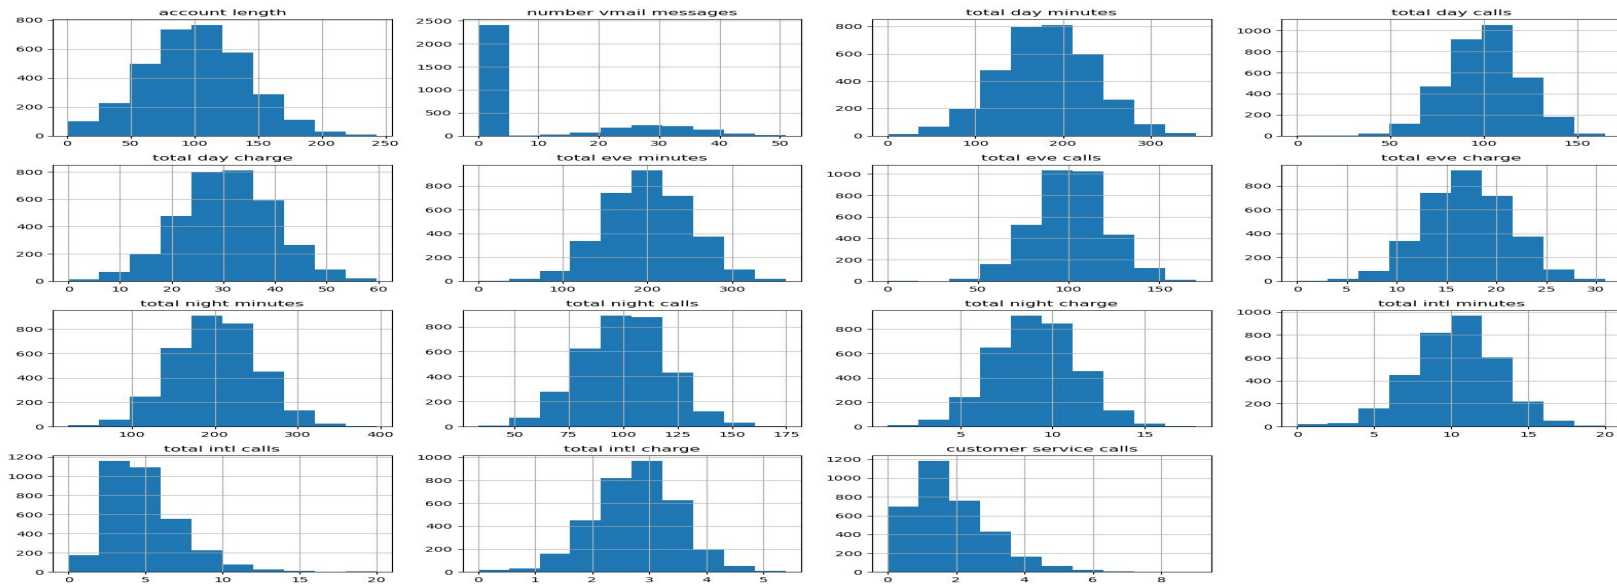 account length
800
600
400
200
0
0 50 100 150 200 250
number vmail messages
2500
2000
1500
1000
500
0
0 10 20 30 40 50
total day minutes
800
600
400
200
0
0 100 200 300
total day calls
1000
800
600
400
200
0
0 50 100 150
total day charge
800
600
400
200
0
0 10 20 30 40 50 60
total eve minutes
800
600
400
200
0
0 100 200 300
total eve calls
1000
800
600
400
200
0
0 50 100 150
total eve charge
800
600
400
200
0
0 5 10 15 20 25 30
total night minutes
800
600
400
200
0
100 200 300 400
total night calls
800
600
400
200
0
50 75 100 125 150 175
total night charge
800
600
400
200
0
5 10 15
total intl minutes
1000
800
600
400
200
0
0 5 10 15 20
total intl calls
1200
1000
800
600
400
200
0
0 5 10 15 20
total intl charge
1000
800
600
400
200
0
0 1 2 3 4 5
customer service calls
1200
1000
800
600
400
200
0
0 2 4 6 8